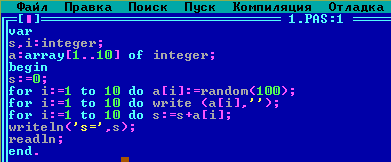 Файл Правка Поиск Пуск Компиляция Отладка
1.PAS:1
var
s,i:integer;
a:array[1..10] of integer;
begin
s:=0;
for i:=1 to 10 do a[i]:=random(100);
for i:=1 to 10 do write (a[i],'');
for i:=1 to 10 do s:=s+a[i];
writeln('s=',s);
readln;
end.